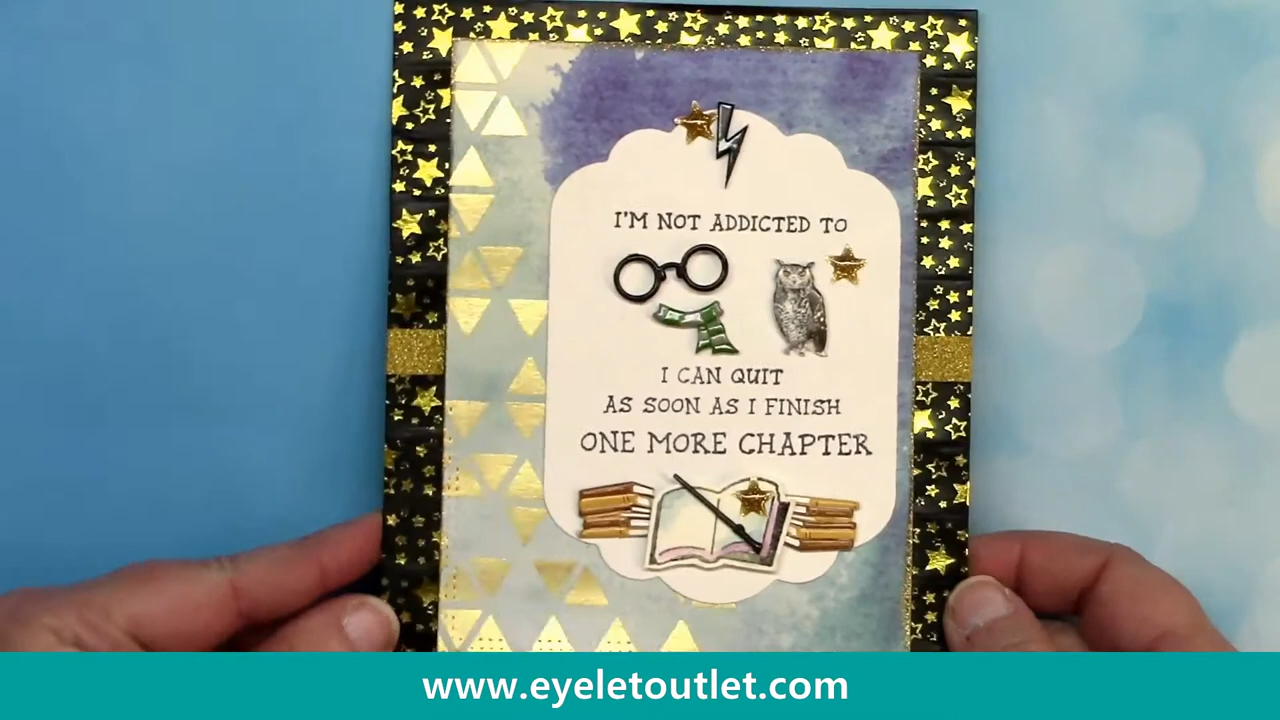 I'M NOT ADDICTED TO
I CAN QUIT
AS SOON AS I FINISH
ONE MORE CHAPTER
www.eyeletoutlet.com